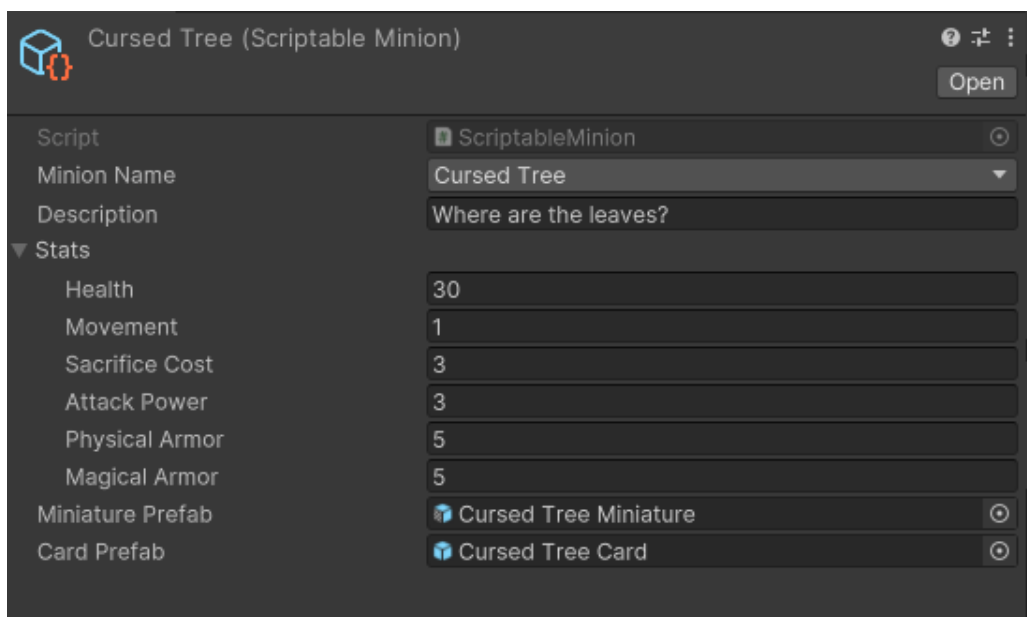 Cursed Tree (Scriptable Minion)
Open
Script ScriptableMinion
Minion Name Cursed Tree
Description Where are the leaves?
Stats
Health 30
Movement 1
Sacrifice Cost 3
Attack Power 3
Physical Armor 5
Magical Armor 5
Miniature Prefab Cursed Tree Miniature
Card Prefab Cursed Tree Card